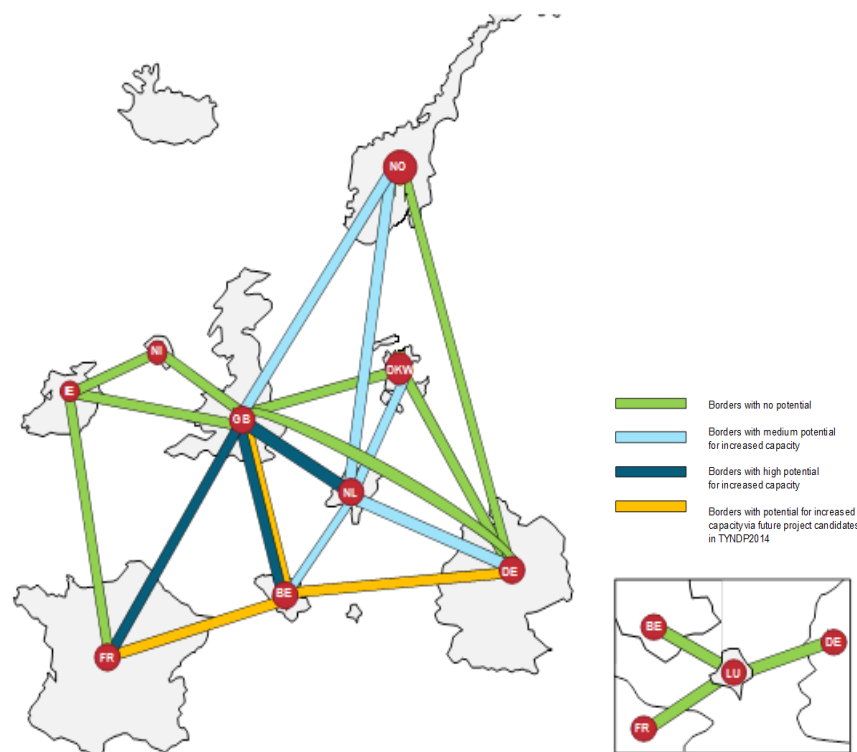 NO
NI
DKW
IE
GB
NL
DE
BE
FR
Borders with no potential
Borders with medium potential
for increased capacity
Borders with high potential
for increased capacity
Borders with potential for increased
capacity via future project candidates
in TYNDP2014
BE
DE
LU
FR